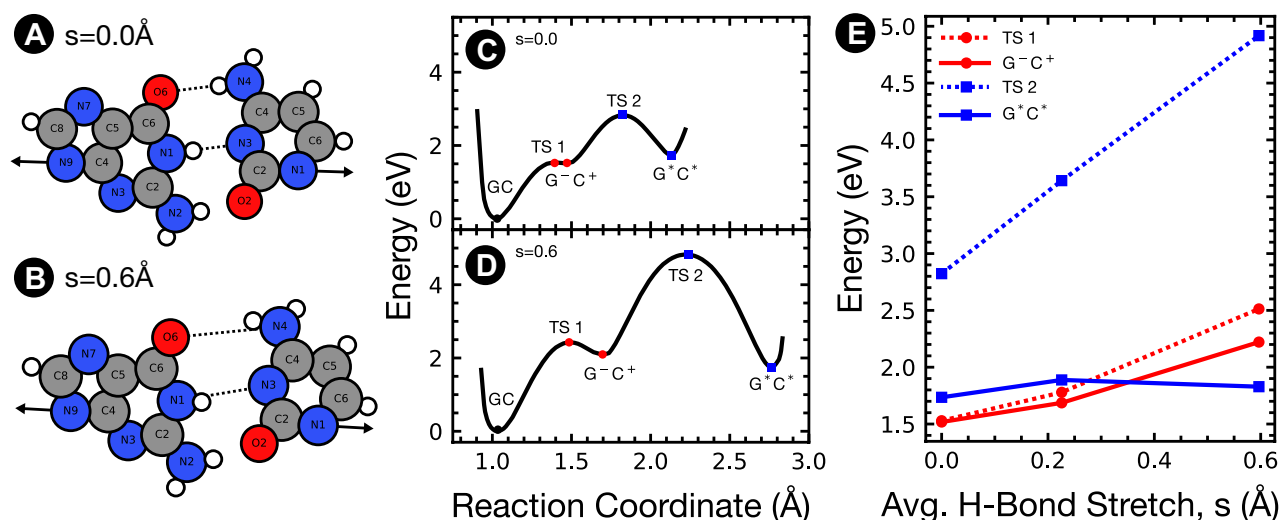 A s=0.0Å
O6
N4
N7
C6
C4
C5
C8
C5
N1
N3
C6
N9
C4
C2
C2
N1
N3
N2
O2
B s=0.6Å
O6
N4
N7
C6
C4
C5
C8
C5
N1
N3
C6
N9
C4
C2
C2
N1
N3
N2
O2
Energy (eV)
C s=0.0
4
2
0
GC
TS 1
G⁻C⁺
TS 2
G*C*
D s=0.6
4
2
0
GC
TS 1
G⁻C⁺
TS 2
G*C*
1.0 1.5 2.0 2.5 3.0
Reaction Coordinate (Å)
E
TS 1
G⁻C⁺
TS 2
G*C*
Energy (eV)
5.0
4.5
4.0
3.5
3.0
2.5
2.0
1.5
0.0 0.2 0.4 0.6
Avg. H-Bond Stretch, s (Å)